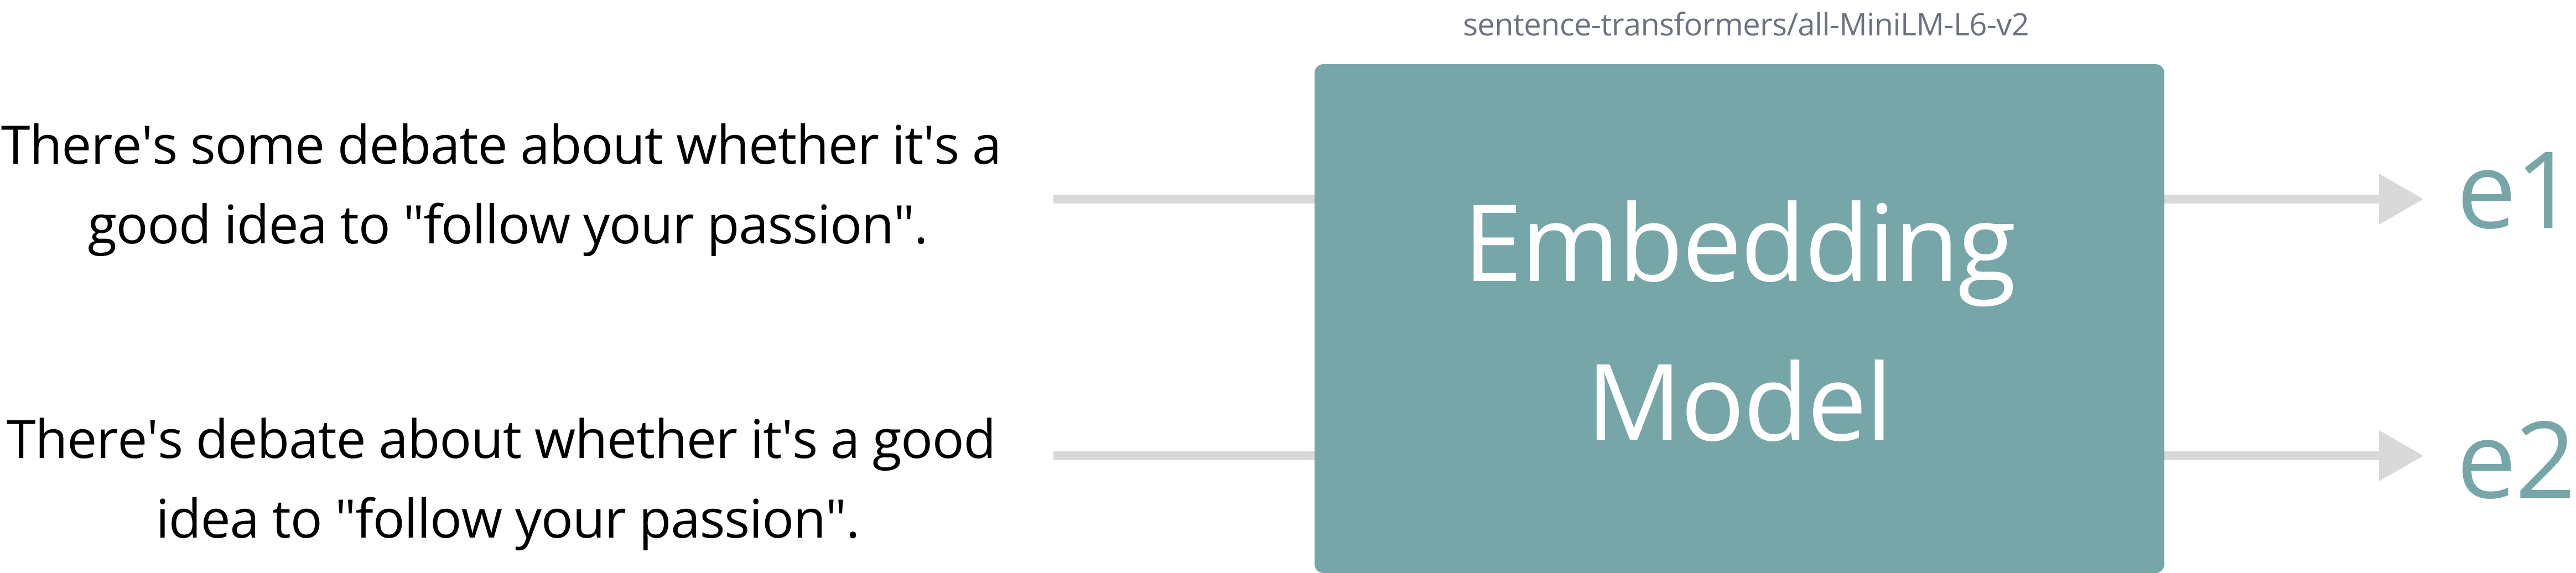 sentence-transformers/all-MiniLM-L6-v2
There's some debate about whether it's a
good idea to "follow your passion".
There's debate about whether it's a good
idea to "follow your passion".
Embedding
Model
e1
e2